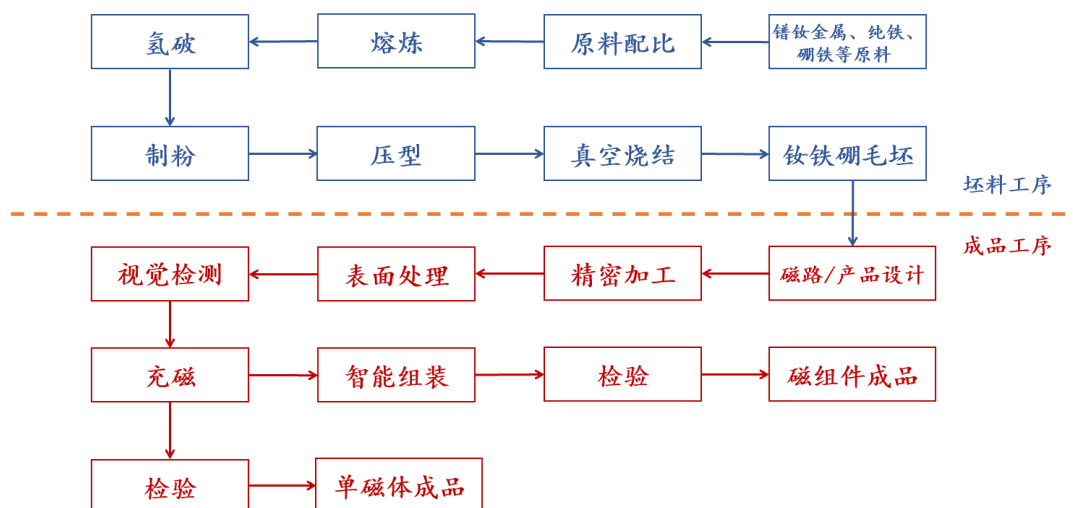 氢破
熔炼
原料配比
镨钕金属、纯铁、
硼铁等原料
制粉
压型
真空烧结
钕铁硼毛坯
坯料工序
成品工序
视觉检测
表面处理
精密加工
磁路/产品设计
充磁
智能组装
检验
磁组件成品
检验
单磁体成品